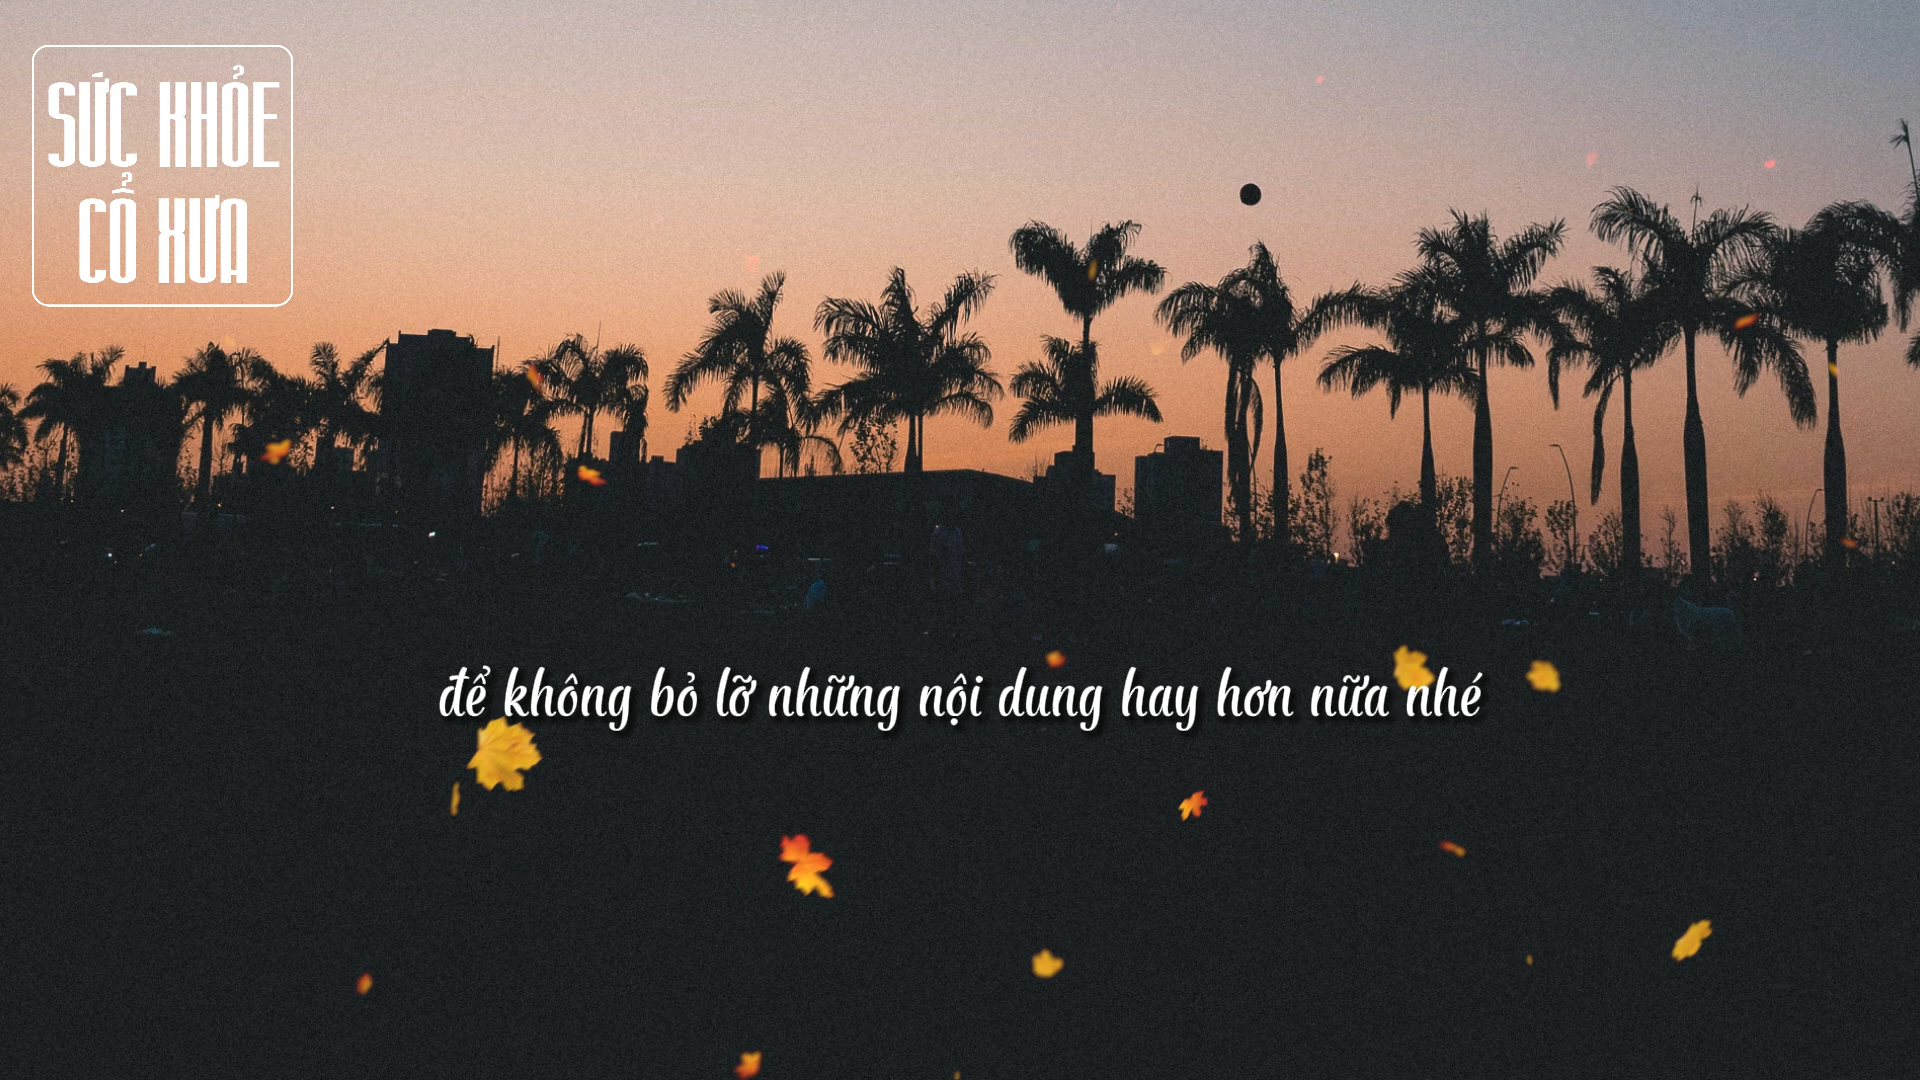 SỨC KHỎE
CỔ XƯA
để không bỏ lỡ những nội dung hay hơn nữa nhé